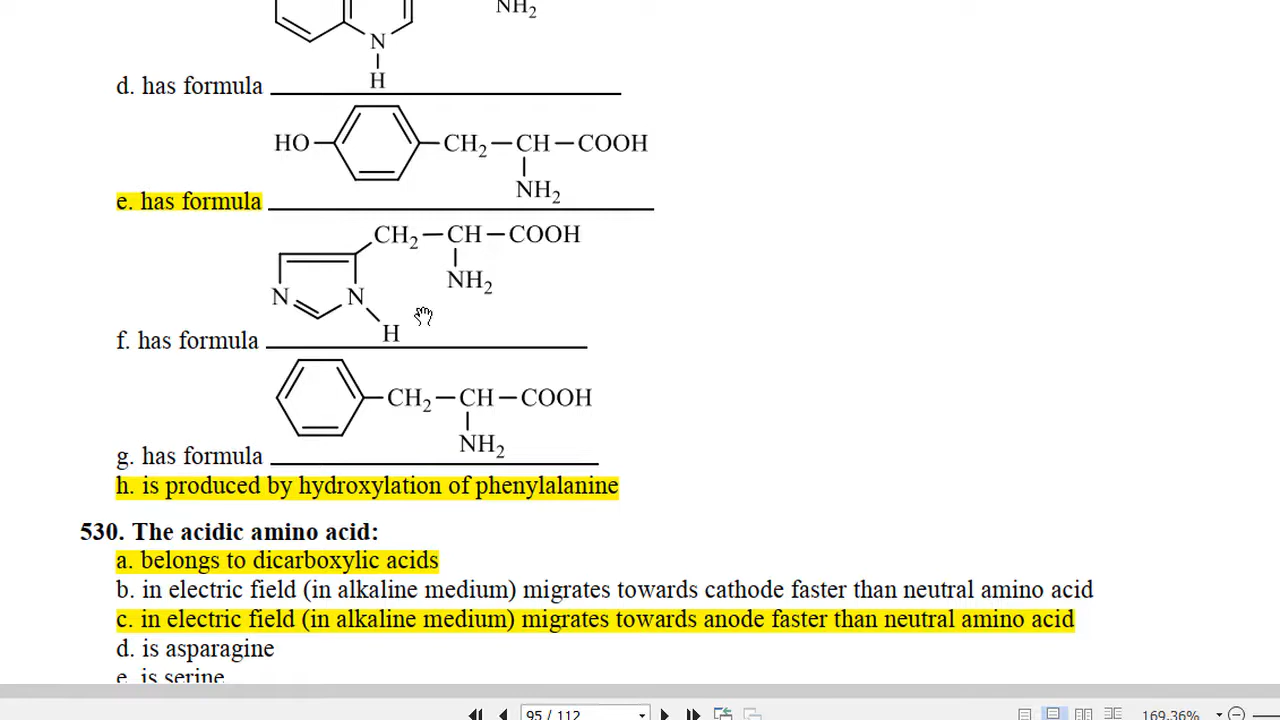 NH2
N
H
d. has formula
HO CH2—CH—COOH
NH2
e. has formula
CH2—CH—COOH
NH2
N N
H
f. has formula
CH2—CH—COOH
NH2
g. has formula
h. is produced by hydroxylation of phenylalanine
530. The acidic amino acid:
a. belongs to dicarboxylic acids
b. in electric field (in alkaline medium) migrates towards cathode faster than neutral amino acid
c. in electric field (in alkaline medium) migrates towards anode faster than neutral amino acid
d. is asparagine
e. is serine
95 / 112
169.36%